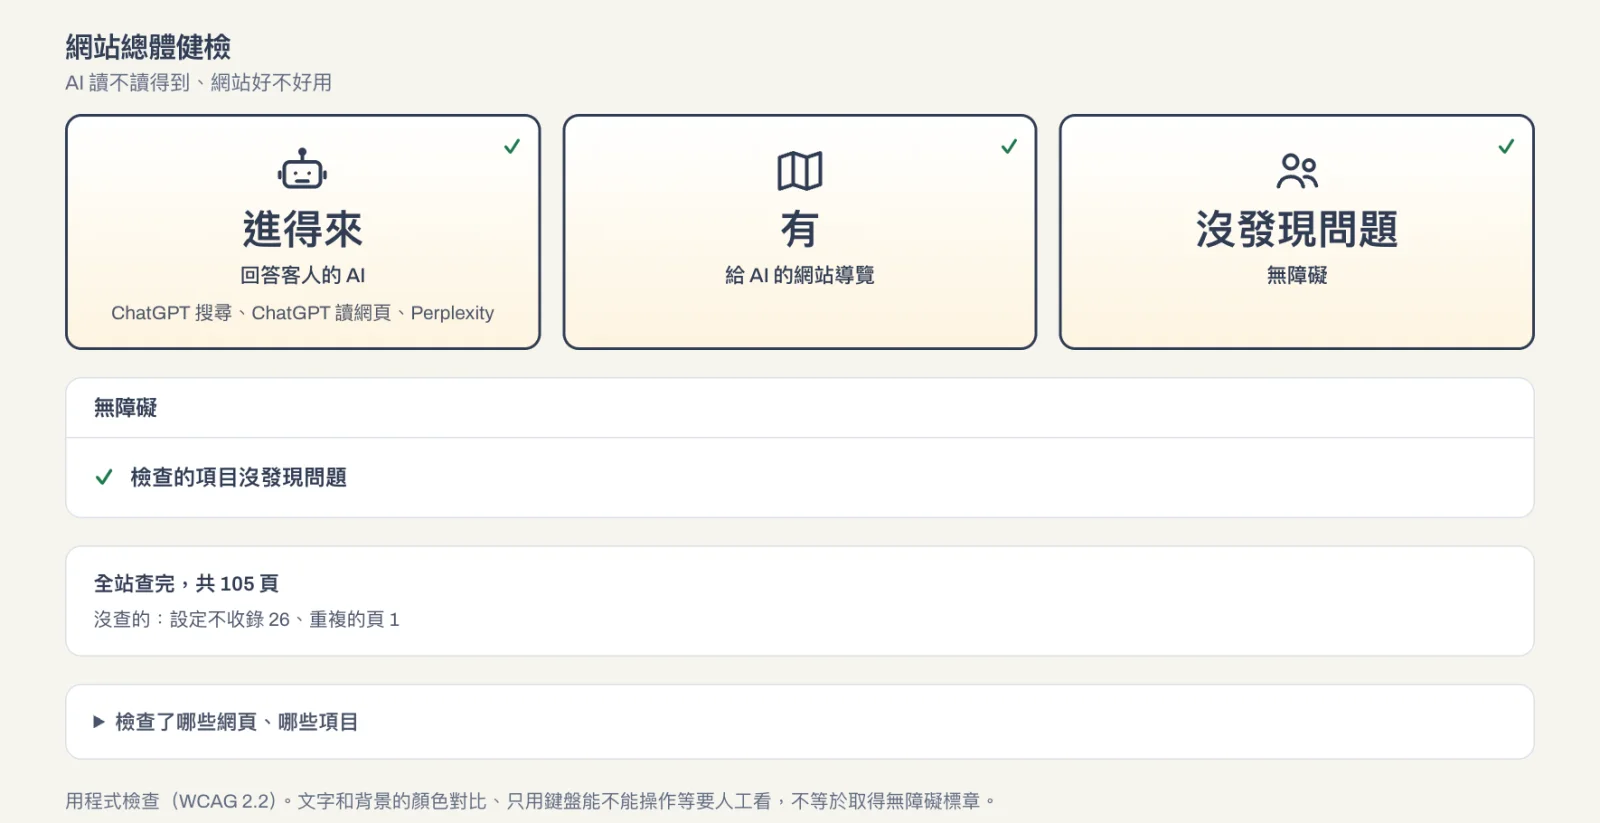 網站總體健檢
AI 讀不讀得到、網站好不好用
進得來
回答客人的 AI
ChatGPT 搜尋、ChatGPT 讀網頁、Perplexity
有
給 AI 的網站導覽
沒發現問題
無障礙
無障礙
檢查的項目沒發現問題
全站查完，共 105 頁
沒查的：設定不收錄 26、重複的頁 1
檢查了哪些網頁、哪些項目
用程式檢查（WCAG 2.2）。文字和背景的顏色對比、只用鍵盤能不能操作等要人工看，不等於取得無障礙標章。